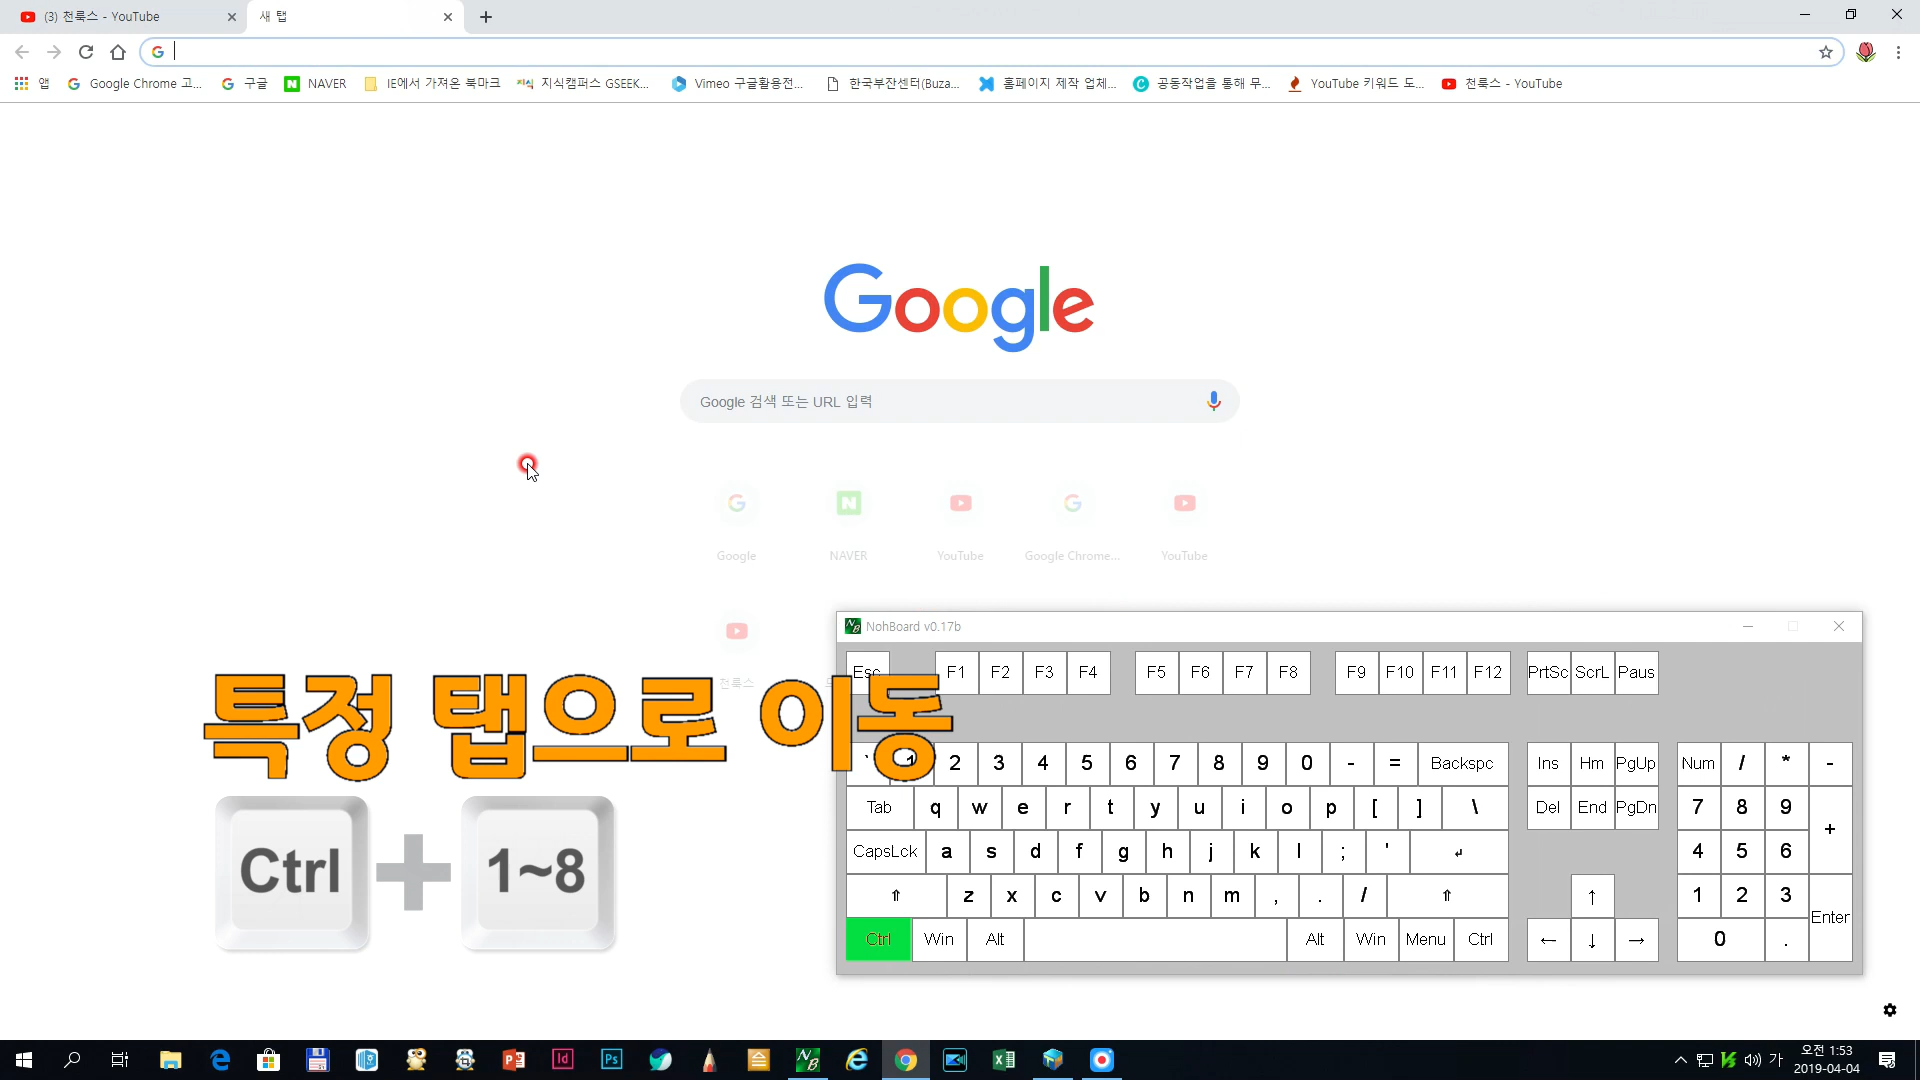 (3) 천룩스 - YouTube
새 탭
앱
Google Chrome 고...
구글
NAVER
IE에서 가져온 북마크
지식캠퍼스 GSEEK...
Vimeo 구글활용전...
한국부잔센터(Buza...
홈페이지 제작 업체...
공동작업을 통해 무...
YouTube 키워드 도...
천룩스 - YouTube
Google
Google 검색 또는 URL 입력
Google
NAVER
YouTube
Google Chrome...
YouTube
천룩스
특정 탭으로 이동
Ctrl + 1~8
NohBoard v0.17b
Esc F1 F2 F3 F4 F5 F6 F7 F8 F9 F10 F11 F12 PrtSc ScrL Paus
` 1 2 3 4 5 6 7 8 9 0 - = Backspc Ins Hm PgUp Num / * -
Tab q w e r t y u i o p [ ] \ Del End PgDn 7 8 9 +
CapsLck a s d f g h j k l ; ' ↵ 4 5 6
⇧ z x c v b n m , . / ⇧ ↑ 1 2 3 Enter
Ctrl Win Alt Alt Win Menu Ctrl ← ↓ → 0 .
가
오전 1:53
2019-04-04